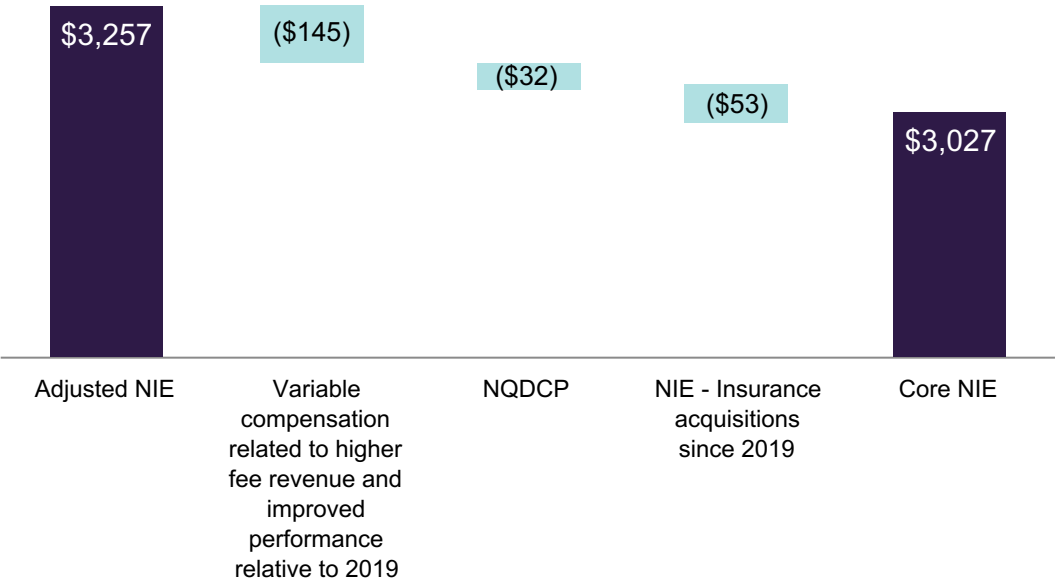 $3,257
($145)
($32)
($53)
$3,027
Adjusted NIE
Variable
compensation
related to higher
fee revenue and
improved
performance
relative to 2019
NQDCP
NIE - Insurance
acquisitions
since 2019
Core NIE